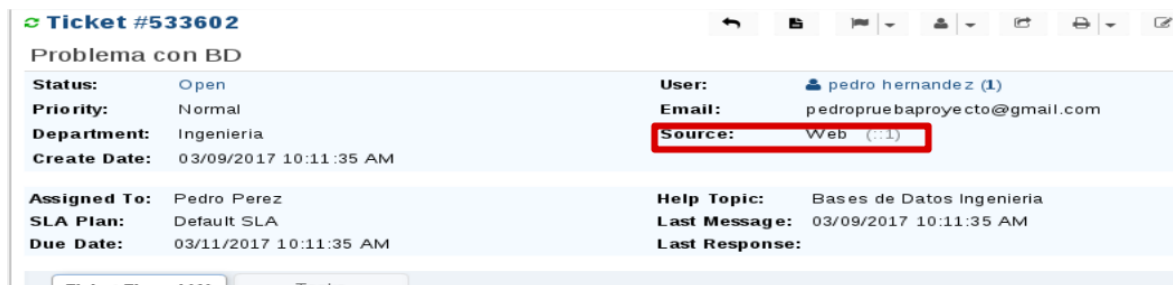 Ticket #533602
Problema con BD
Status: Open
Priority: Normal
Department: Ingenieria
Create Date: 03/09/2017 10:11:35 AM
User: pedro hernandez (1)
Email: pedropruebaproyecto@gmail.com
Source: Web (::1)
Assigned To: Pedro Perez
SLA Plan: Default SLA
Due Date: 03/11/2017 10:11:35 AM
Help Topic: Bases de Datos Ingenieria
Last Message: 03/09/2017 10:11:35 AM
Last Response: